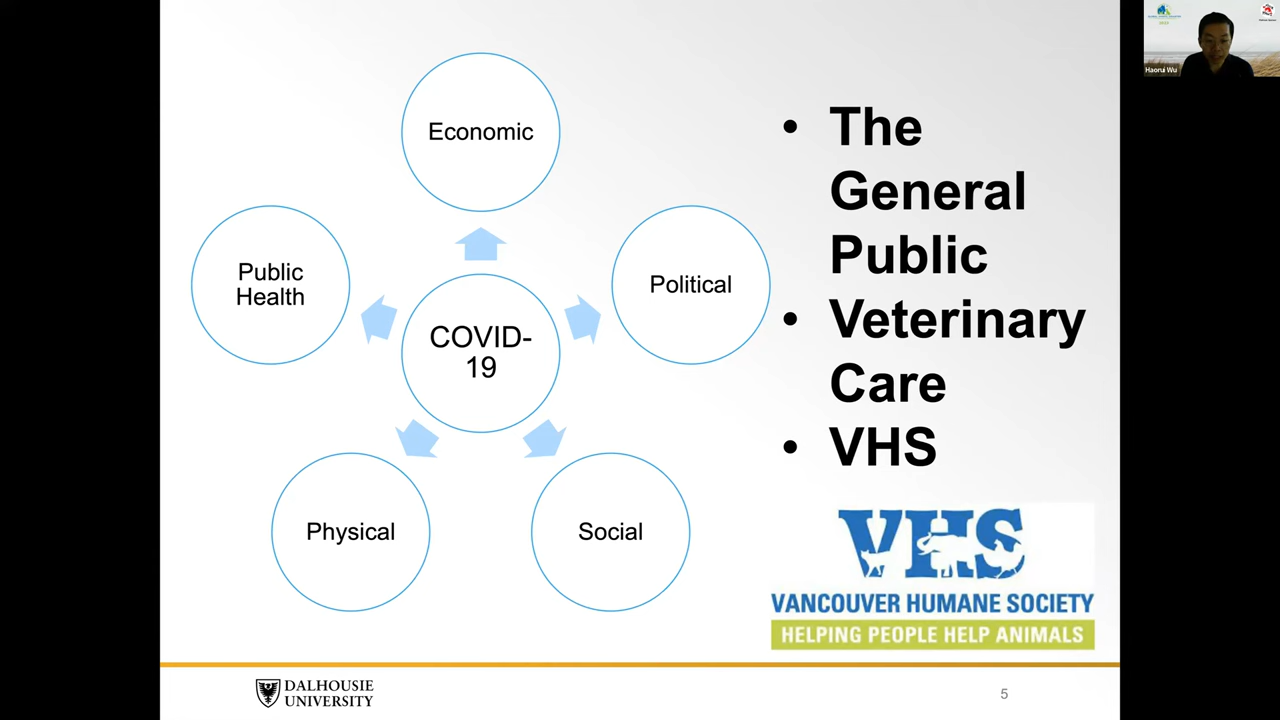 Economic
Public
Health
Political
COVID-
19
Physical
Social
• The
General
Public
• Veterinary
Care
• VHS
VHS
VANCOUVER HUMANE SOCIETY
HELPING PEOPLE HELP ANIMALS
DALHOUSIE
UNIVERSITY
5
Haorui Wu